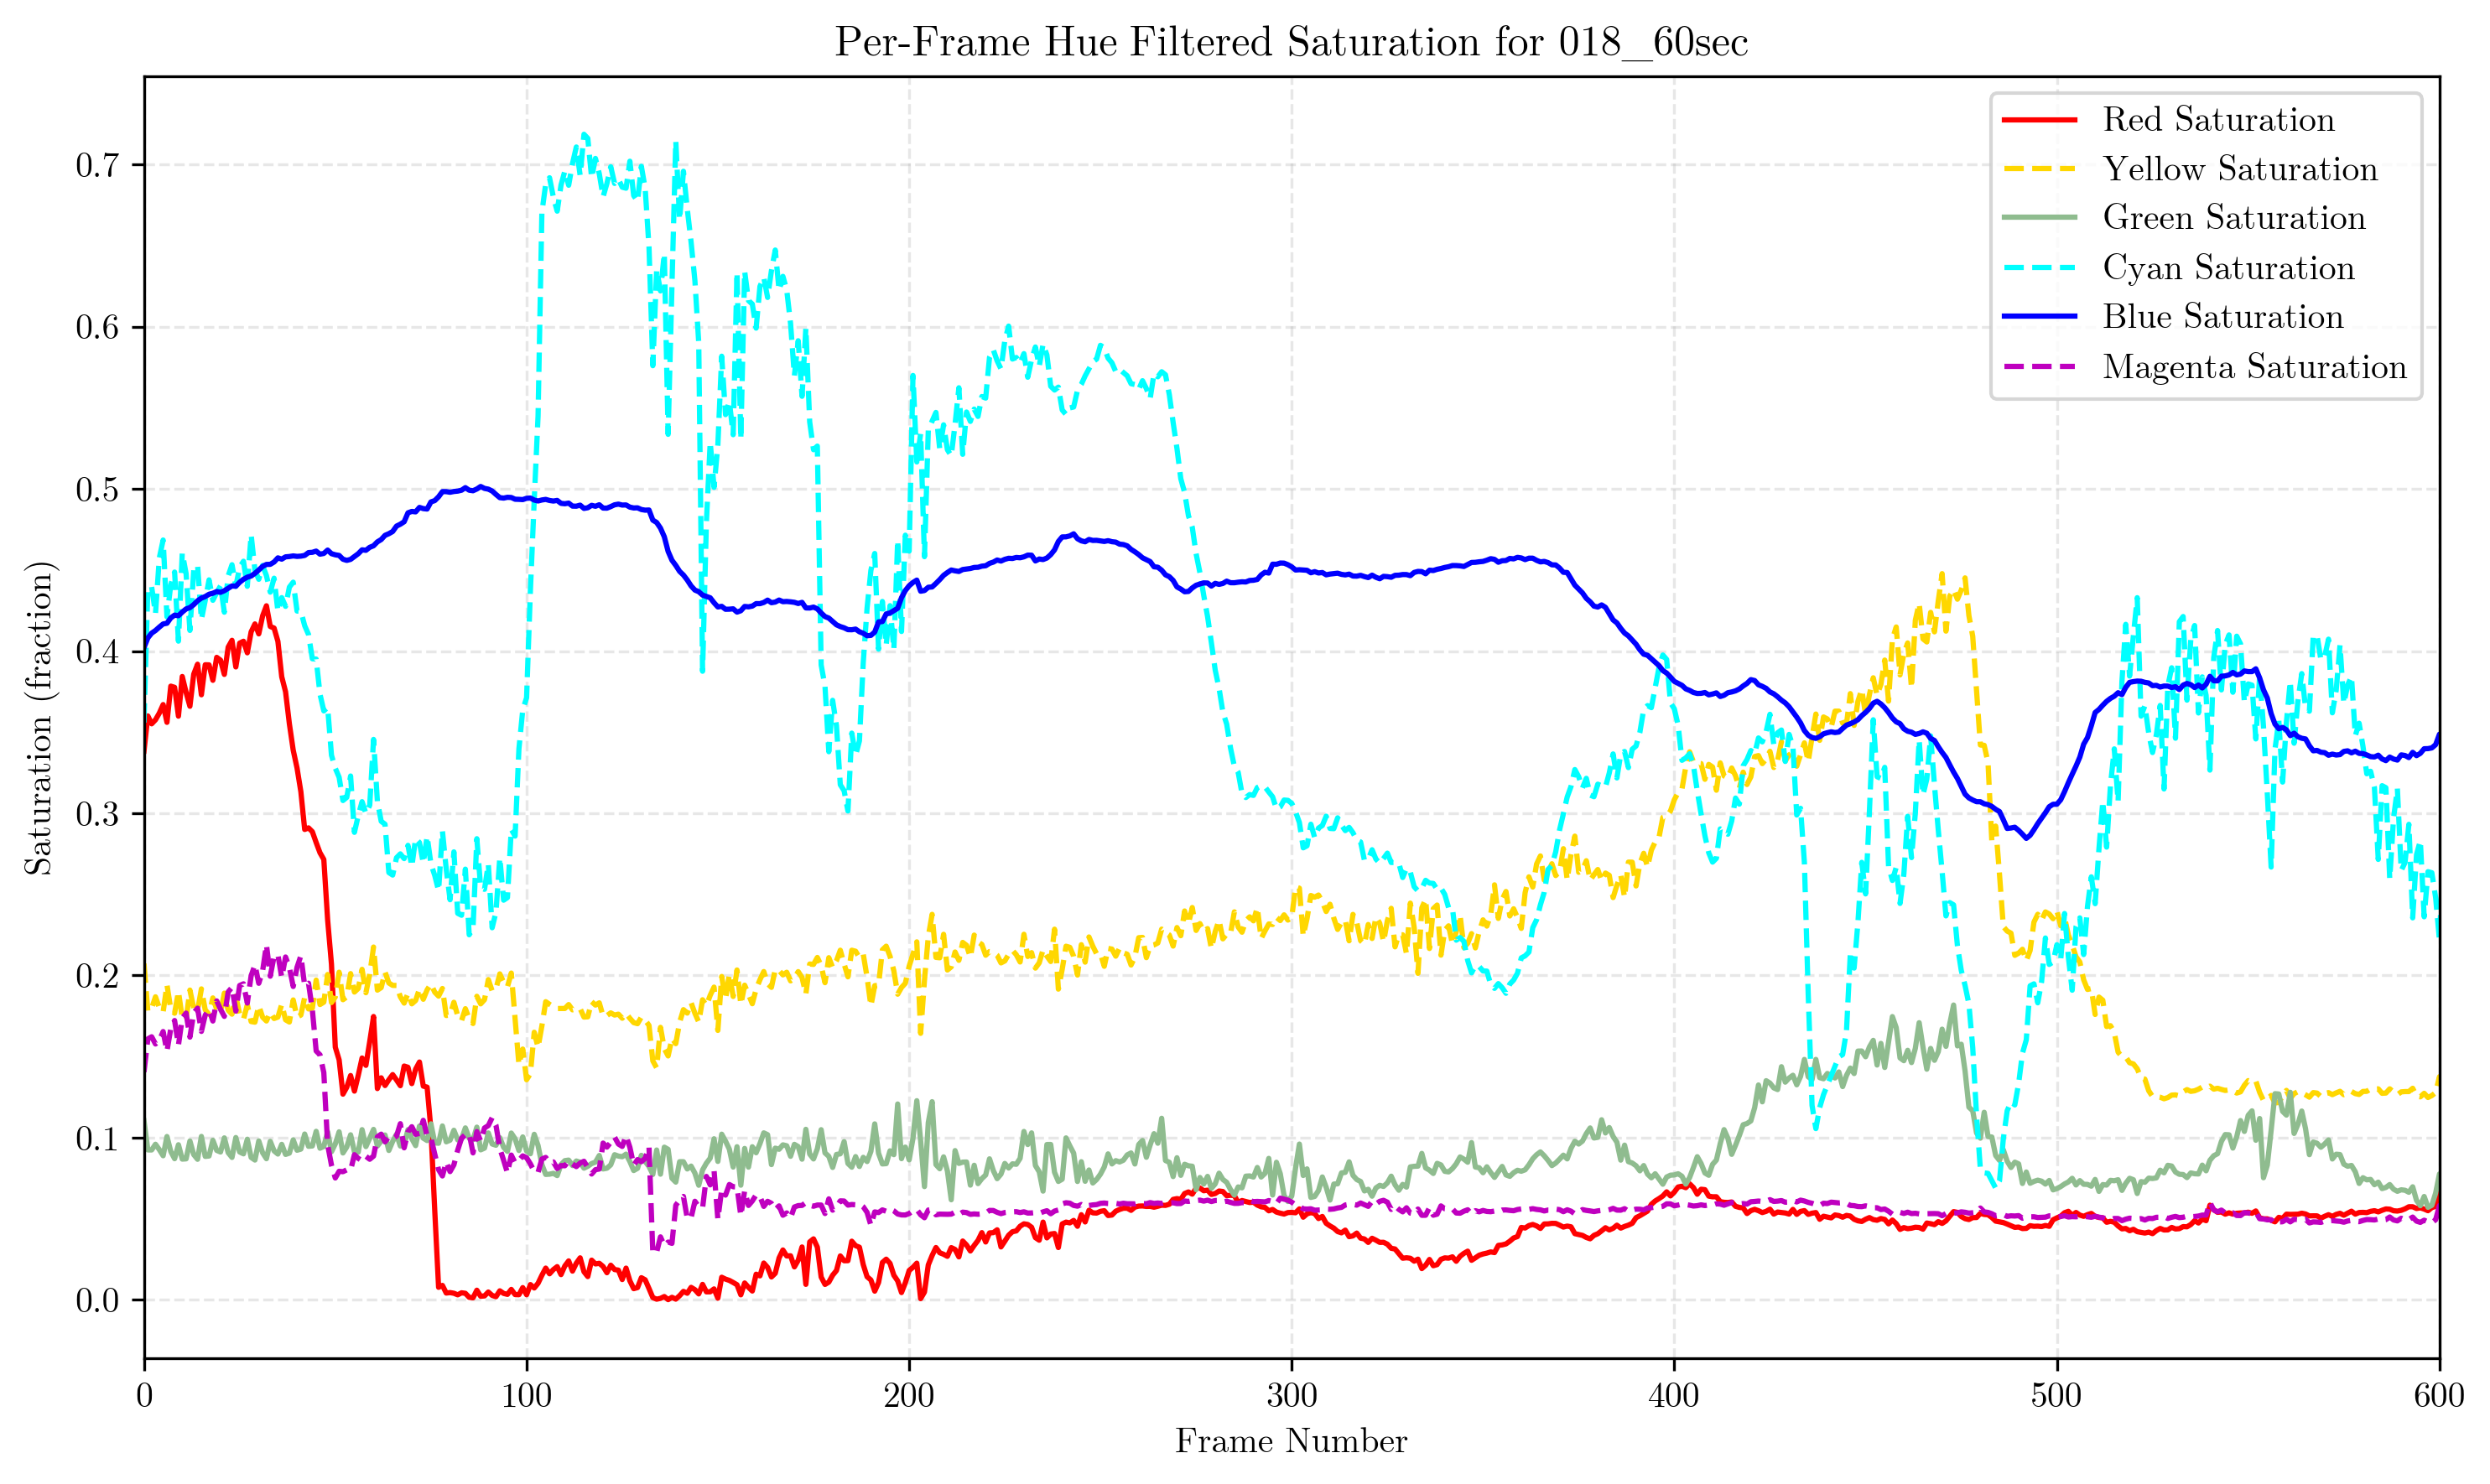 Per-Frame Hue Filtered Saturation for 018__60sec
Red Saturation
Yellow Saturation
Green Saturation
Cyan Saturation
Blue Saturation
Magenta Saturation
Saturation (fraction)
0.7
0.6
0.5
0.4
0.3
0.2
0.1
0.0
0 100 200 300 400 500 600
Frame Number